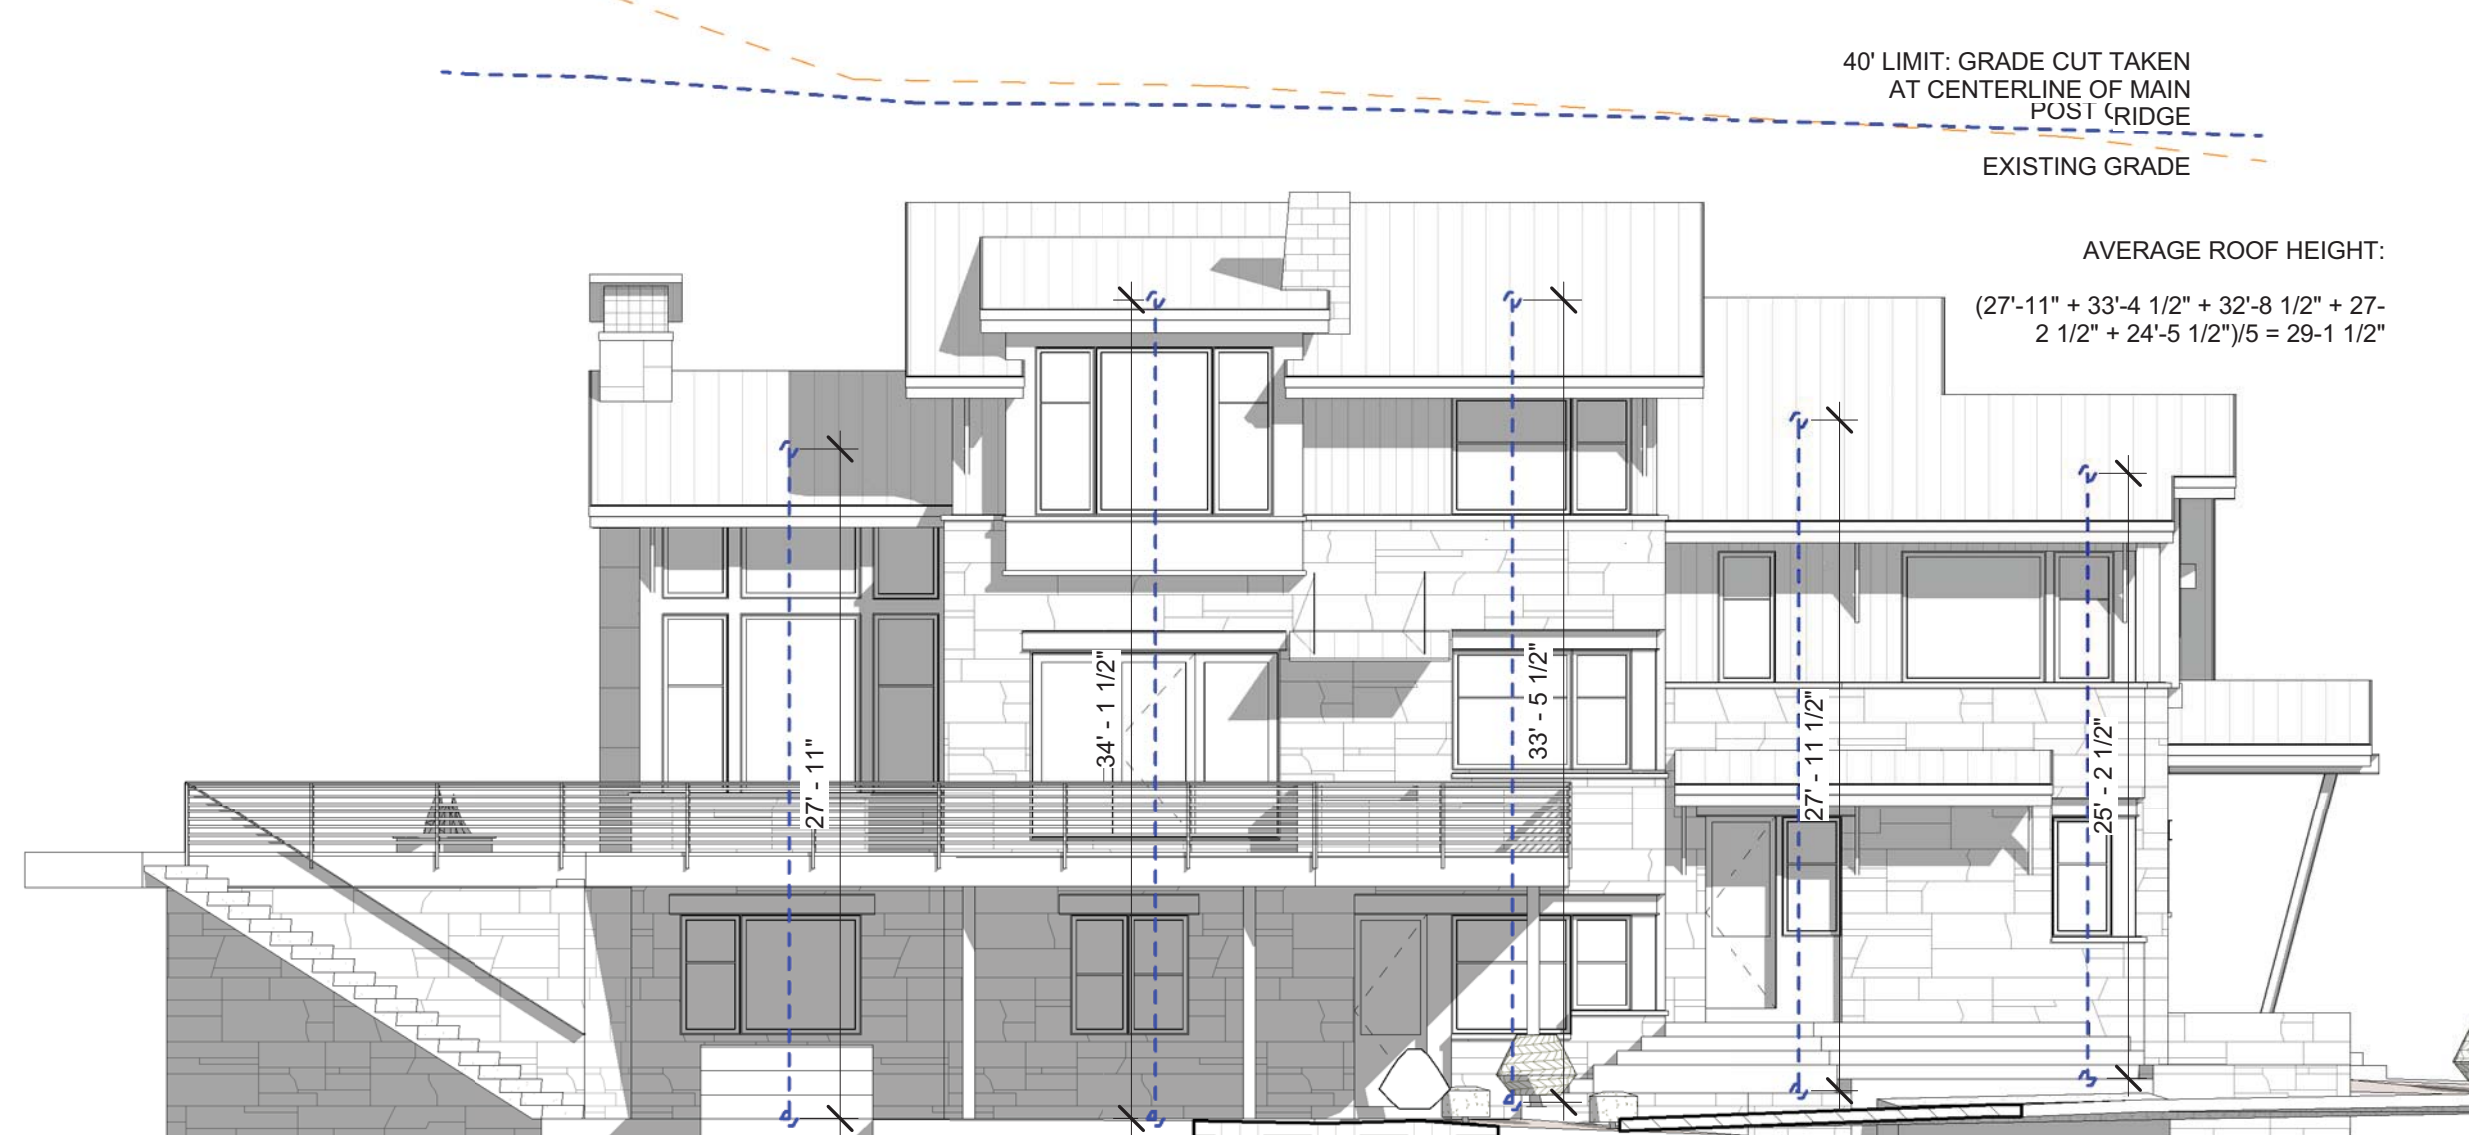 40' LIMIT: GRADE CUT TAKEN
AT CENTERLINE OF MAIN
RIDGE
POST
EXISTING GRADE
AVERAGE ROOF HEIGHT:
(27'-11" + 33'-4 1/2" + 32'-8 1/2" + 27-
2 1/2" + 24'-5 1/2")/5 = 29-1 1/2"
27' - 11"
34' - 1 1/2"
33' - 5 1/2"
27' - 11 1/2"
25' - 2 1/2"